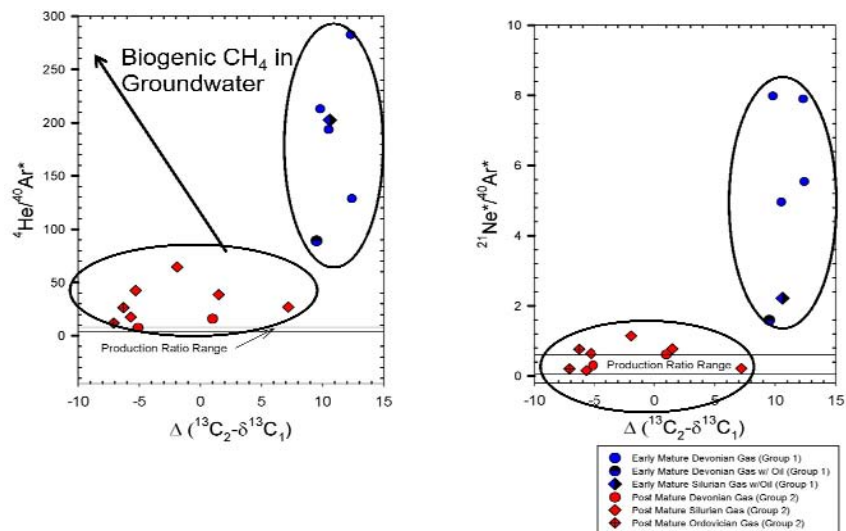 300
250
200
150
100
50
0
⁴He/⁴⁰Ar*
Biogenic CH₄ in
Groundwater
Production Ratio Range
-10 -5 0 5 10 15
Δ (¹³C₂-δ¹³C₁)
10
8
6
4
2
0
²¹Ne*/⁴⁰Ar*
Production Ratio Range
-10 -5 0 5 10 15
Δ (¹³C₂-δ¹³C₁)
Early Mature Devonian Gas (Group 1)
Early Mature Devonian Gas w/ Oil (Group 1)
Early Mature Silurian Gas w/Oil (Group 1)
Post Mature Devonian Gas (Group 2)
Post Mature Silurian Gas (Group 2)
Post Mature Ordovician Gas (Group 2)